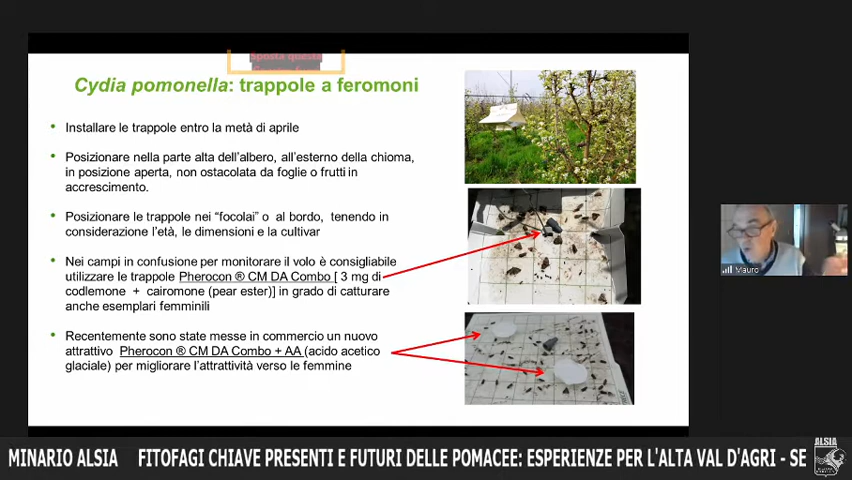 Sposta queste
Cydia pomonella: trappole a feromoni
• Installare le trappole entro la metà di aprile
• Posizionare nella parte alta dell'albero, all'esterno della chioma,
in posizione aperta, non ostacolata da foglie o frutti in
accrescimento.
• Posizionare le trappole nei "focolai" o al bordo, tenendo in
considerazione l'età, le dimensioni e la cultivar
• Nei campi in confusione per monitorare il volo è consigliabile
utilizzare le trappole Pherocon ® CM DA Combo [ 3 mg di
codlemone + cairomone (pear ester)] in grado di catturare
anche esemplari femminili
• Recentemente sono state messe in commercio un nuovo
attrattivo Pherocon ® CM DA Combo + AA (acido acetico
glaciale) per migliorare l'attrattività verso le femmine
Mauro
MINARIO ALSIA FITOFAGI CHIAVE PRESENTI E FUTURI DELLE POMACEE: ESPERIENZE PER L'ALTA VAL D'AGRI - SE
ALSIA